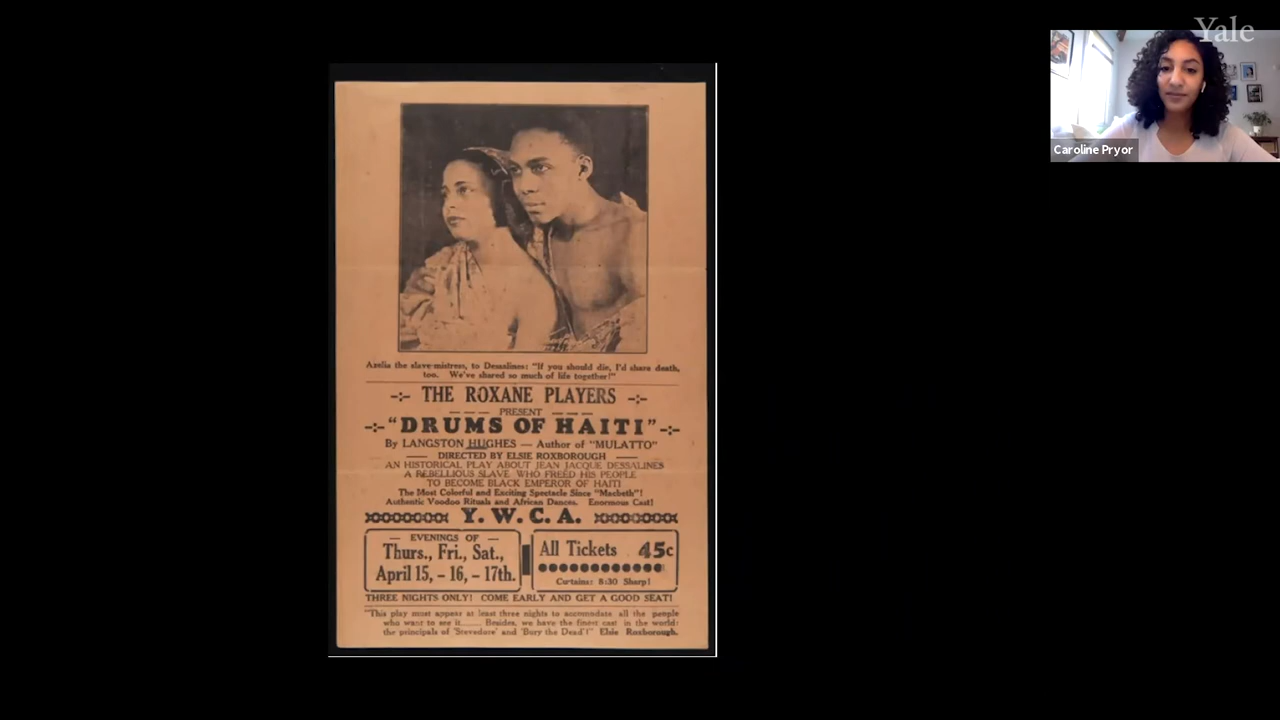 Yale
Caroline Pryor
Azelia the slave-mistress, to Dessalines: "If you should die, I'd share death,
too. We've shared so much of life together!"
-:- THE ROXANE PLAYERS -:-
— — — PRESENT — — —
-:- "DRUMS OF HAITI" -:-
By LANGSTON HUGHES — Author of "MULATTO"
—— DIRECTED BY ELSIE ROXBOROUGH ——
AN HISTORICAL PLAY ABOUT JEAN JACQUE DESSALINES
A REBELLIOUS SLAVE WHO FREED HIS PEOPLE
TO BECOME BLACK EMPEROR OF HAITI
The Most Colorful and Exciting Spectacle Since "Macbeth"!
Authentic Voodoo Rituals and African Dances. Enormous Cast!
Y. W. C. A.
— EVENINGS OF —
Thurs., Fri., Sat.,
April 15, - 16, - 17th.
All Tickets 45c
Curtains: 8:30 Sharp!
THREE NIGHTS ONLY! COME EARLY AND GET A GOOD SEAT!
"This play must appear at least three nights to accomodate all the people
who want to see it...... Besides, we have the finest cast in the world:
the principals of 'Stevedore' and 'Bury the Dead'!" Elsie Roxborough.